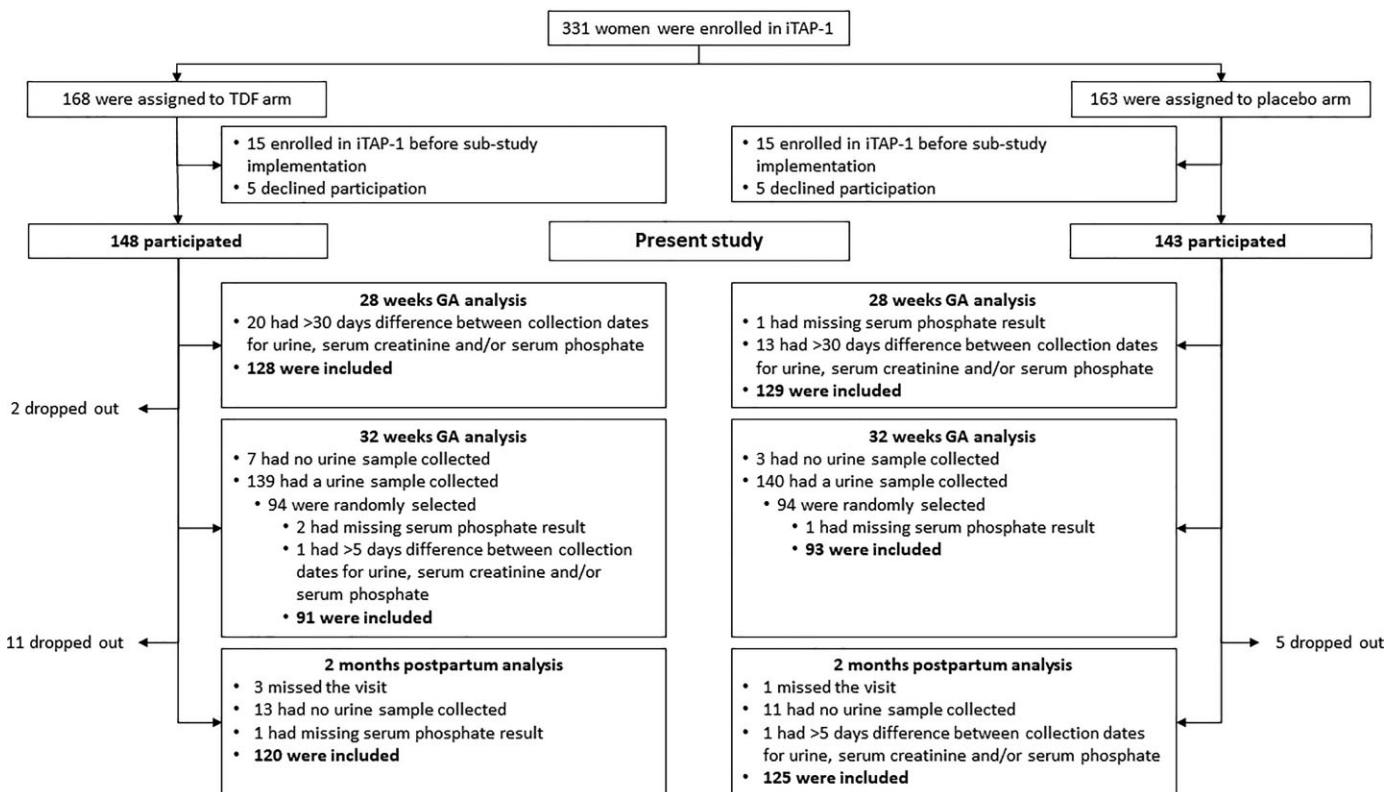 331 women were enrolled in iTAP-1
168 were assigned to TDF arm
163 were assigned to placebo arm
• 15 enrolled in iTAP-1 before sub-study
implementation
• 5 declined participation
• 15 enrolled in iTAP-1 before sub-study
implementation
• 5 declined participation
148 participated
Present study
143 participated
28 weeks GA analysis
• 20 had >30 days difference between collection dates
for urine, serum creatinine and/or serum phosphate
• 128 were included
28 weeks GA analysis
• 1 had missing serum phosphate result
• 13 had >30 days difference between collection dates
for urine, serum creatinine and/or serum phosphate
• 129 were included
2 dropped out
32 weeks GA analysis
• 7 had no urine sample collected
• 139 had a urine sample collected
• 94 were randomly selected
• 2 had missing serum phosphate result
• 1 had >5 days difference between collection
dates for urine, serum creatinine and/or
serum phosphate
• 91 were included
32 weeks GA analysis
• 3 had no urine sample collected
• 140 had a urine sample collected
• 94 were randomly selected
• 1 had missing serum phosphate result
• 93 were included
11 dropped out
5 dropped out
2 months postpartum analysis
• 3 missed the visit
• 13 had no urine sample collected
• 1 had missing serum phosphate result
• 120 were included
2 months postpartum analysis
• 1 missed the visit
• 11 had no urine sample collected
• 1 had >5 days difference between collection dates
for urine, serum creatinine and/or serum phosphate
• 125 were included